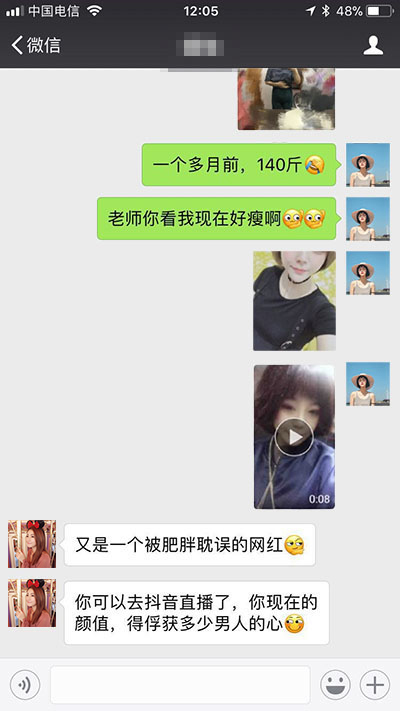 中国电信
12:05
48%
微信
一个多月前，140斤
老师你看我现在好瘦啊
0:08
又是一个被肥胖耽误的网红
你可以去抖音直播了，你现在的
颜值，得俘获多少男人的心